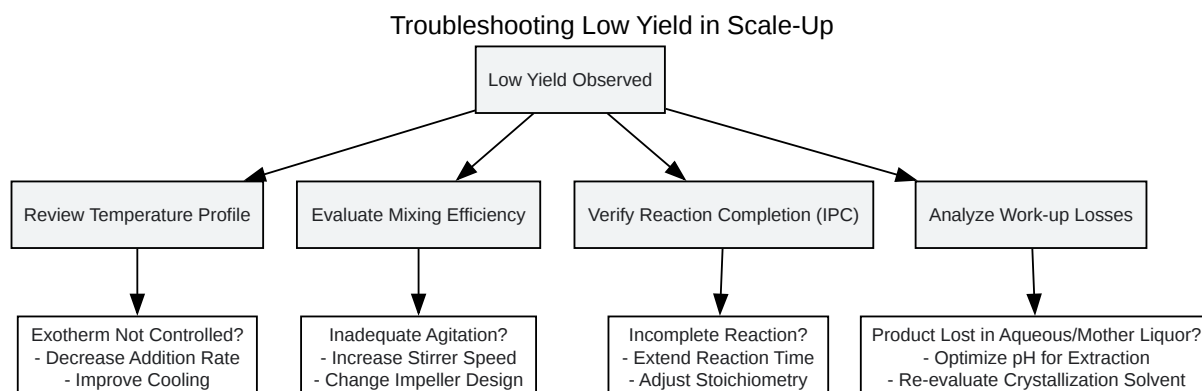 Troubleshooting Low Yield in Scale-Up
Low Yield Observed
Review Temperature Profile
Evaluate Mixing Efficiency
Verify Reaction Completion (IPC)
Analyze Work-up Losses
Exotherm Not Controlled?
- Decrease Addition Rate
- Improve Cooling
Inadequate Agitation?
- Increase Stirrer Speed
- Change Impeller Design
Incomplete Reaction?
- Extend Reaction Time
- Adjust Stoichiometry
Product Lost in Aqueous/Mother Liquor?
- Optimize pH for Extraction
- Re-evaluate Crystallization Solvent